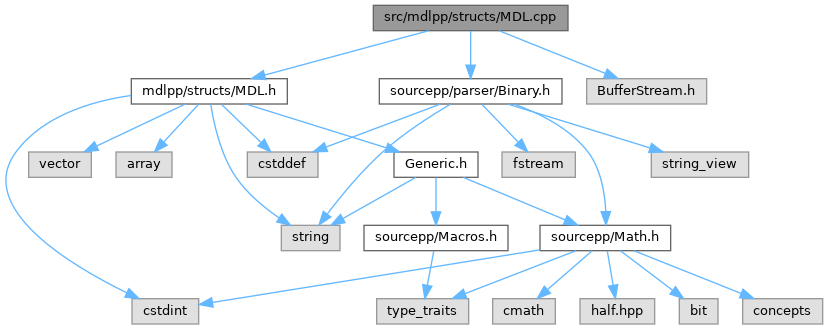 src/mdlpp/structs/MDL.cpp
mdlpp/structs/MDL.h
sourcepp/parser/Binary.h
BufferStream.h
vector
array
cstddef
Generic.h
fstream
string_view
string
sourcepp/Macros.h
sourcepp/Math.h
cstdint
type_traits
cmath
half.hpp
bit
concepts